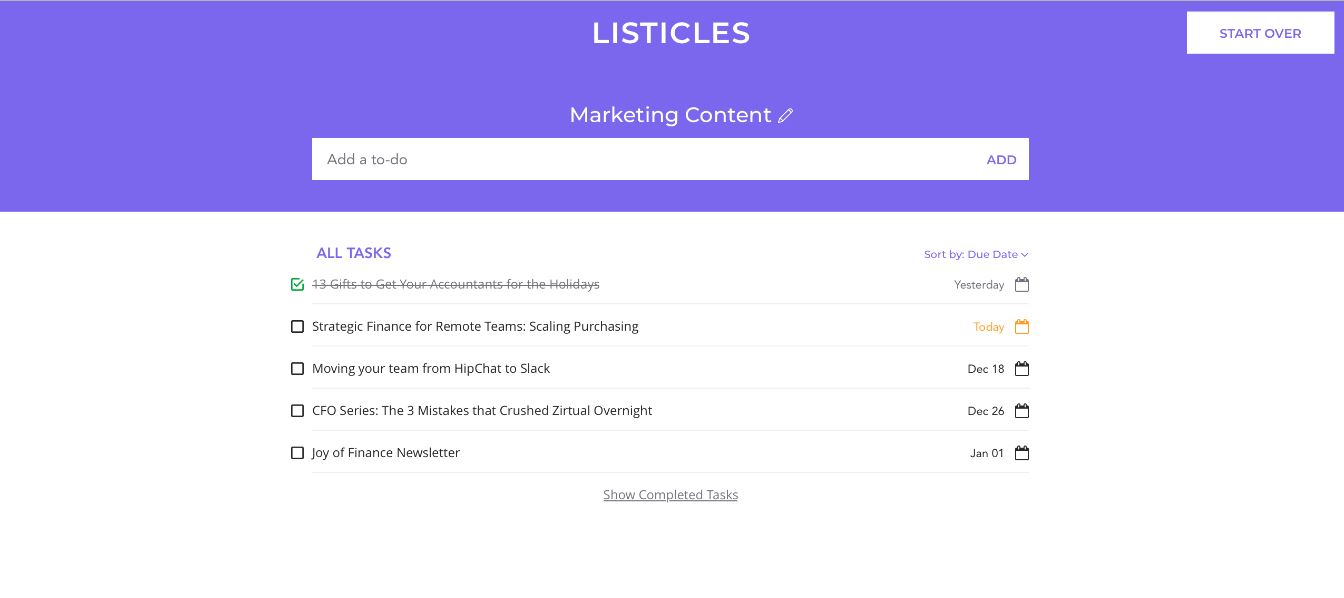 LISTICLES
START OVER
Marketing Content
Add a to-do ADD
ALL TASKS Sort by: Due Date
13 Gifts to Get Your Accountants for the Holidays Yesterday
Strategic Finance for Remote Teams: Scaling Purchasing Today
Moving your team from HipChat to Slack Dec 18
CFO Series: The 3 Mistakes that Crushed Zirtual Overnight Dec 26
Joy of Finance Newsletter Jan 01
Show Completed Tasks